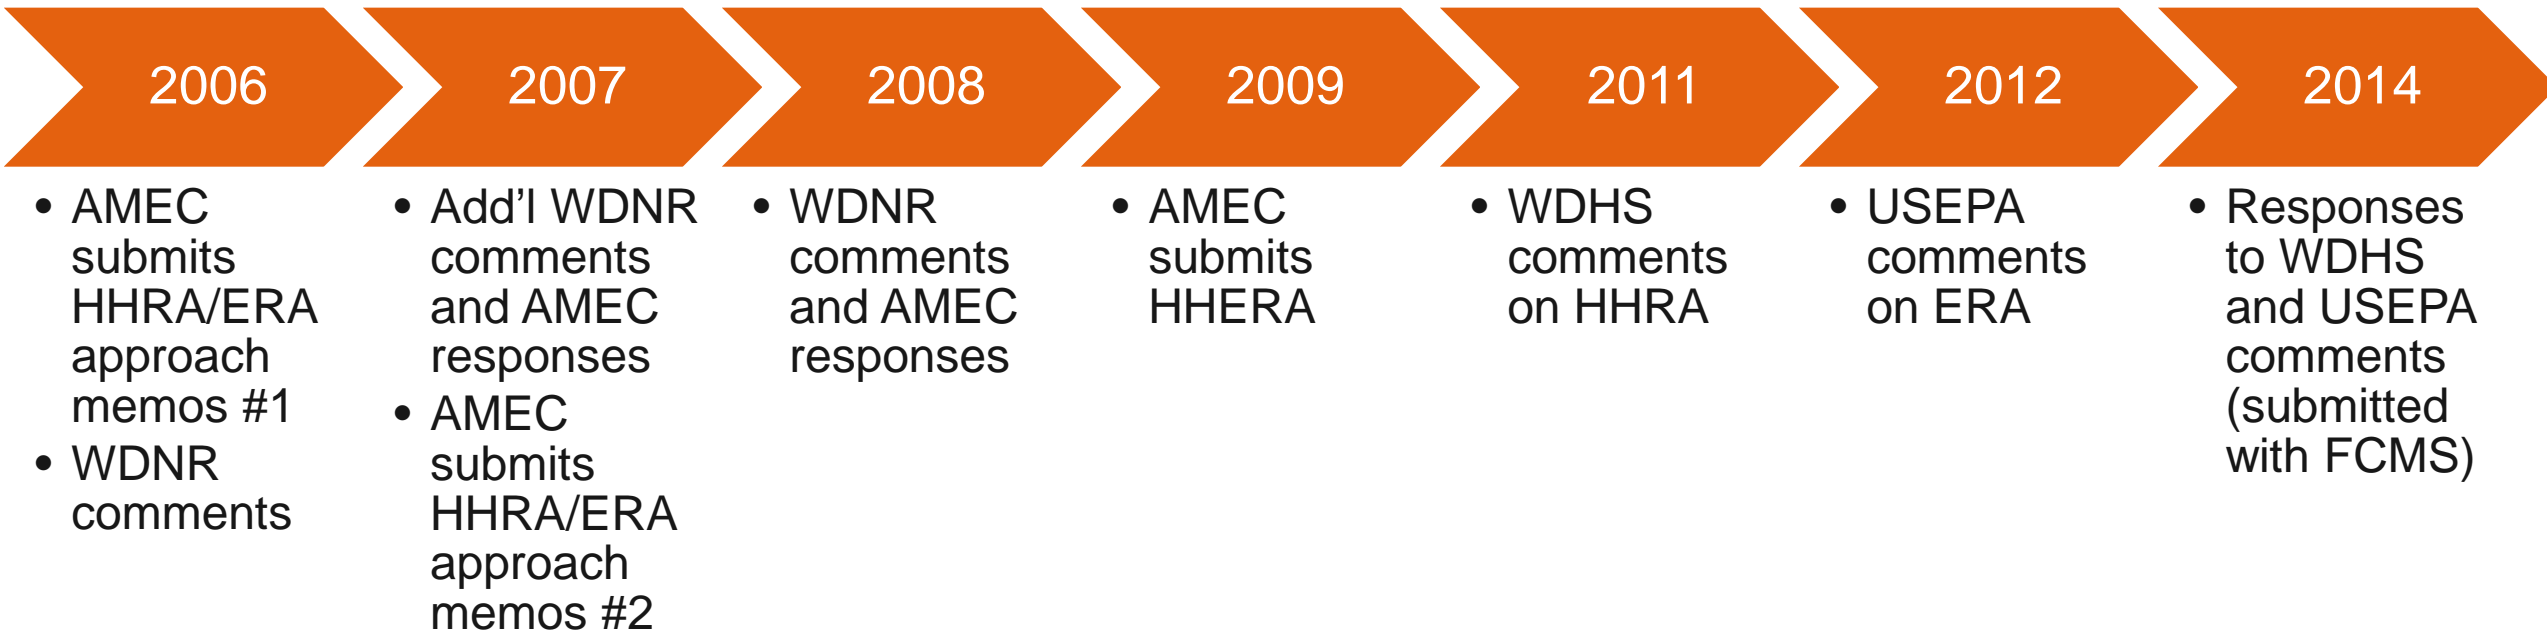 2006
2007
2008
2009
2011
2012
2014
• AMEC
submits
HHRA/ERA
approach
memos #1
• WDNR
comments
• Add'l WDNR
comments
and AMEC
responses
• AMEC
submits
HHRA/ERA
approach
memos #2
• WDNR
comments
and AMEC
responses
• AMEC
submits
HHERA
• WDHS
comments
on HHRA
• USEPA
comments
on ERA
• Responses
to WDHS
and USEPA
comments
(submitted
with FCMS)